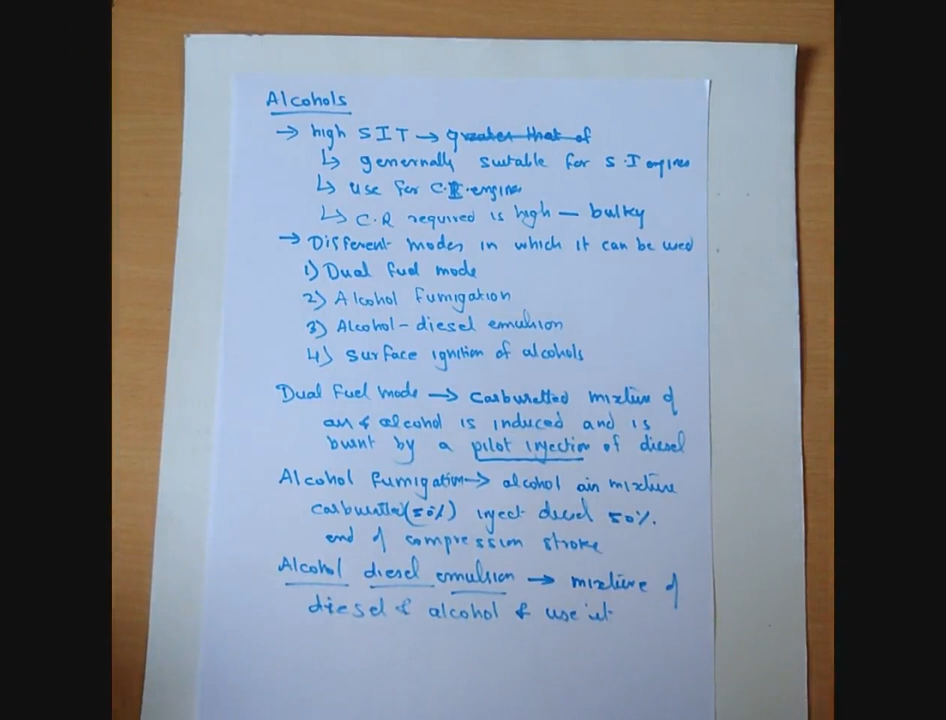 Alcohols
→ high SIT → greater that of
↳ genernally suitable for S.I engines
↳ use for C.I. engines
↳ C.R required is high — bulky
→ Different modes in which it can be used
1) Dual fuel mode
2) Alcohol fumigation
3) Alcohol-diesel emulsion
4) surface ignition of alcohols
Dual fuel mode → carburetted mixture of
air & alcohol is induced and is
burnt by a pilot injection of diesel
Alcohol fumigation → alcohol air mixture
(50%) inject diesel 50%.
end of compression stroke
Alcohol diesel emulsion → mixture of
diesel & alcohol & use it